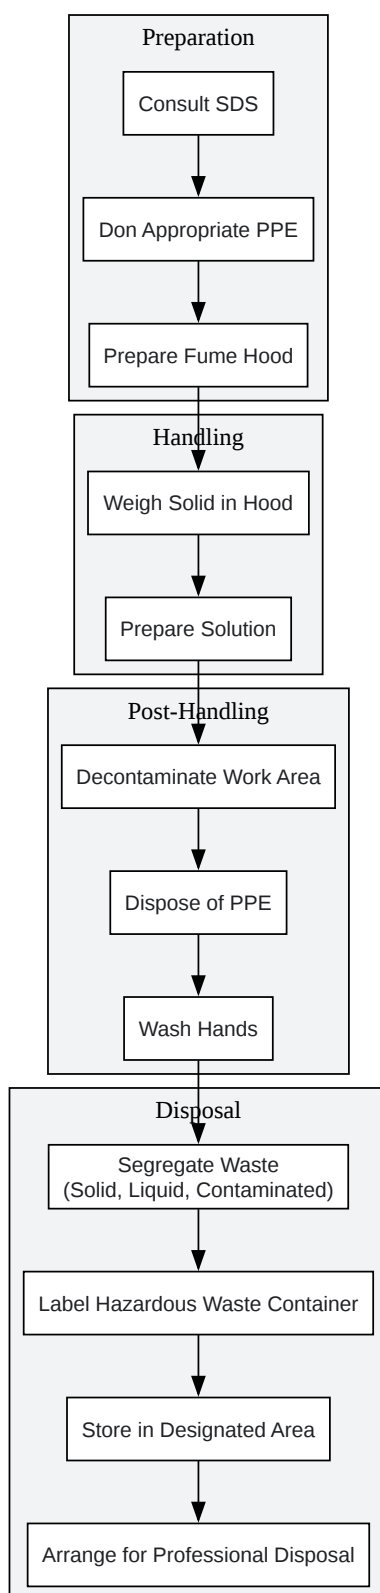 Preparation
Consult SDS
Don Appropriate PPE
Prepare Fume Hood
Handling
Weigh Solid in Hood
Prepare Solution
Post-Handling
Decontaminate Work Area
Dispose of PPE
Wash Hands
Disposal
Segregate Waste
(Solid, Liquid, Contaminated)
Label Hazardous Waste Container
Store in Designated Area
Arrange for Professional Disposal